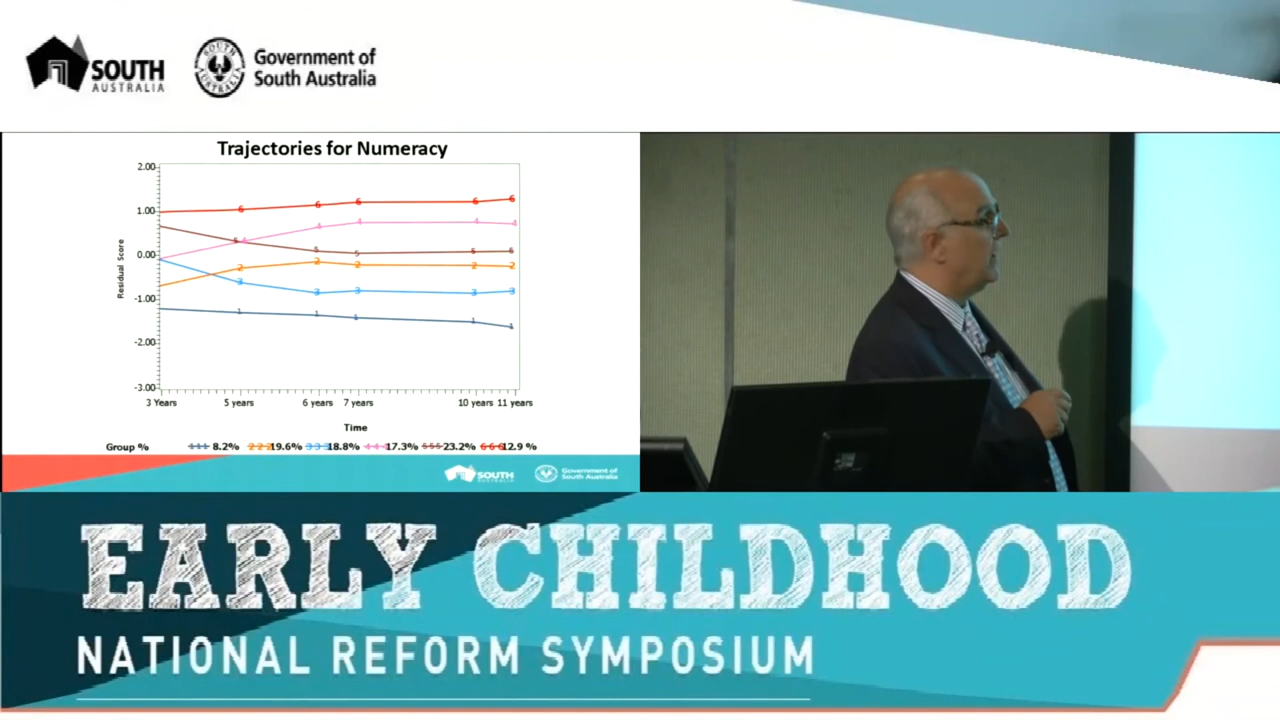 SOUTH
AUSTRALIA
Government of
South Australia
Trajectories for Numeracy
2.00
1.00
0.00
-1.00
-2.00
-3.00
Residual Score
3 Years 5 years 6 years 7 years 10 years 11 years
Time
Group % 8.2% 19.6% 18.8% 17.3% 23.2% 12.9 %
SOUTH
AUSTRALIA
Government of
South Australia
EARLY CHILDHOOD
NATIONAL REFORM SYMPOSIUM